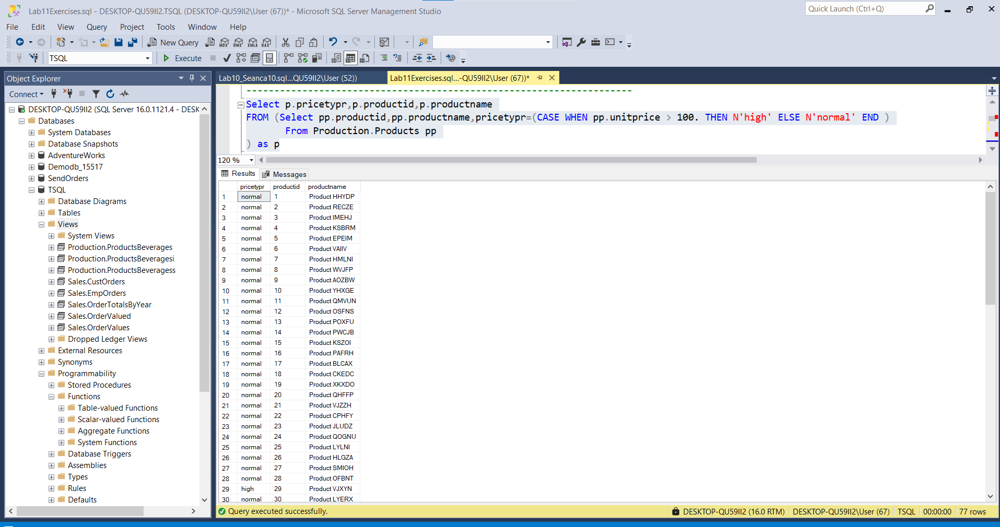 Lab11Exercises.sql - DESKTOP-QU59II2.TSQL (DESKTOP-QU59II2\User (67))* - Microsoft SQL Server Management Studio
Quick Launch (Ctrl+Q)
File Edit View Query Project Tools Window Help
New Query MDX DMX XMLA DAX
TSQL Execute
Object Explorer
Connect
DESKTOP-QU59II2 (SQL Server 16.0.1121.4 - DESK
Databases
System Databases
Database Snapshots
AdventureWorks
Demodb_15517
SendOrders
TSQL
Database Diagrams
Tables
Views
System Views
Production.ProductsBeverages
Production.ProductsBeveragesi
Production.ProductsBeveragess
Sales.CustOrders
Sales.EmpOrders
Sales.OrderTotalsByYear
Sales.OrderValued
Sales.OrderValues
Dropped Ledger Views
External Resources
Synonyms
Programmability
Stored Procedures
Functions
Table-valued Functions
Scalar-valued Functions
Aggregate Functions
System Functions
Database Triggers
Assemblies
Types
Rules
Defaults
Lab10_Seanca10.sql...QU59II2\User (52))
Lab11Exercises.sql...-QU59II2\User (67))*
Select p.pricetypr,p.productid,p.productname
FROM (Select pp.productid,pp.productname,pricetypr=(CASE WHEN pp.unitprice > 100. THEN N'high' ELSE N'normal' END )
From Production.Products pp
) as p
120 %
Results Messages
pricetypr productid productname
1 normal 1 Product HHYDP
2 normal 2 Product RECZE
3 normal 3 Product IMEHJ
4 normal 4 Product KSBRM
5 normal 5 Product EPEIM
6 normal 6 Product VAIIV
7 normal 7 Product HMLNI
8 normal 8 Product WVJFP
9 normal 9 Product AOZBW
10 normal 10 Product YHXGE
11 normal 11 Product QMVUN
12 normal 12 Product OSFNS
13 normal 13 Product POXFU
14 normal 14 Product PWCJB
15 normal 15 Product KSZOI
16 normal 16 Product PAFRH
17 normal 17 Product BLCAX
18 normal 18 Product CKEDC
19 normal 19 Product XKXDO
20 normal 20 Product QHFFP
21 normal 21 Product VJZZH
22 normal 22 Product CPHFY
23 normal 23 Product JLUDZ
24 normal 24 Product QOGNU
25 normal 25 Product LYLNI
26 normal 26 Product HLGZA
27 normal 27 Product SMIOH
28 normal 28 Product OFBNT
29 high 29 Product VJXYN
30 normal 30 Product LYERX
Query executed successfully.
DESKTOP-QU59II2 (16.0 RTM) DESKTOP-QU59II2\User (67) TSQL 00:00:00 77 rows